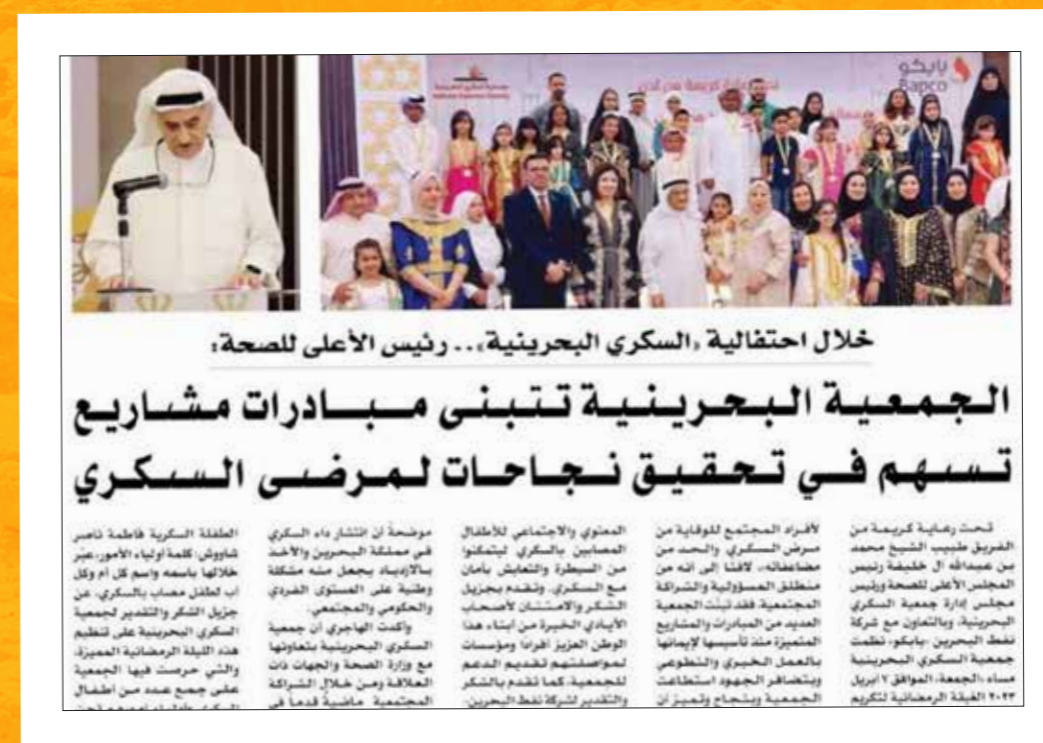 جمعية السكري البحرينية
Bahrain Diabetes Society
بابكو
Bapco
خلال احتفالية «السكري البحرينية».. رئيس الأعلى للصحة:
الجمعية البحرينية تتبنى مبادرات مشاريع
تسهم في تحقيق نجاحات لمرضى السكري
تحت رعاية كريمة من
الفريق طبيب الشيخ محمد
بن عبدالله آل خليفة رئيس
المجلس الأعلى للصحة ورئيس
مجلس إدارة جمعية السكري
البحرينية، وبالتعاون مع شركة
نفط البحرين «بابكو»، نظمت
جمعية السكري البحرينية
مساء «الجمعة» الموافق ٧ أبريل
٢٠٢٣ الغبقة الرمضانية لتكريم
لأفراد المجتمع للوقاية من
مرض السكري والحد من
مضاعفاته»، لافتا إلى انه من
منطلق المسؤولية والشراكة
المجتمعية، فقد تبنت الجمعية
العديد من المبادرات والمشاريع
المتميزة منذ تأسيسها لإيمانها
بالعمل الخيري والتطوعي
وبتضافر الجهود استطاعت
الجمعية وبنجاح وتميز أن
المعنوي والاجتماعي للأطفال
المصابين بالسكري ليتمكنوا
من السيطرة والتعايش بأمان
مع السكري. وتقدم بجزيل
الشكر والامتنان لأصحاب
الأيادي الخيرة من أبناء هذا
الوطن العزيز أفرادا ومؤسسات
لمواصلتهم تقديم الدعم
للجمعية، كما تقدم بالشكر
والتقدير لشركة نفط البحرين،
موضحة أن انتشار داء السكري
في مملكة البحرين والأخذ
بالازدياد يجعل منه مشكلة
وطنية على المستوى الفردي
والحكومي والمجتمعي.
وأكدت الهاجري أن جمعية
السكري البحرينية بتعاونها
مع وزارة الصحة والجهات ذات
العلاقة ومن خلال الشراكة
المجتمعية ماضية قدما في
الطفلة السكرية فاطمة ناصر
شاووش، كلمة أولياء الأمور، عبر
خلالها باسمه واسم كل أم وكل
أب لطفل مصاب بالسكري، عن
جزيل الشكر والتقدير لجمعية
السكري البحرينية على تنظيم
هذه الليلة الرمضانية المميزة،
والتي حرصت فيها الجمعية
على جمع عدد من أطفال